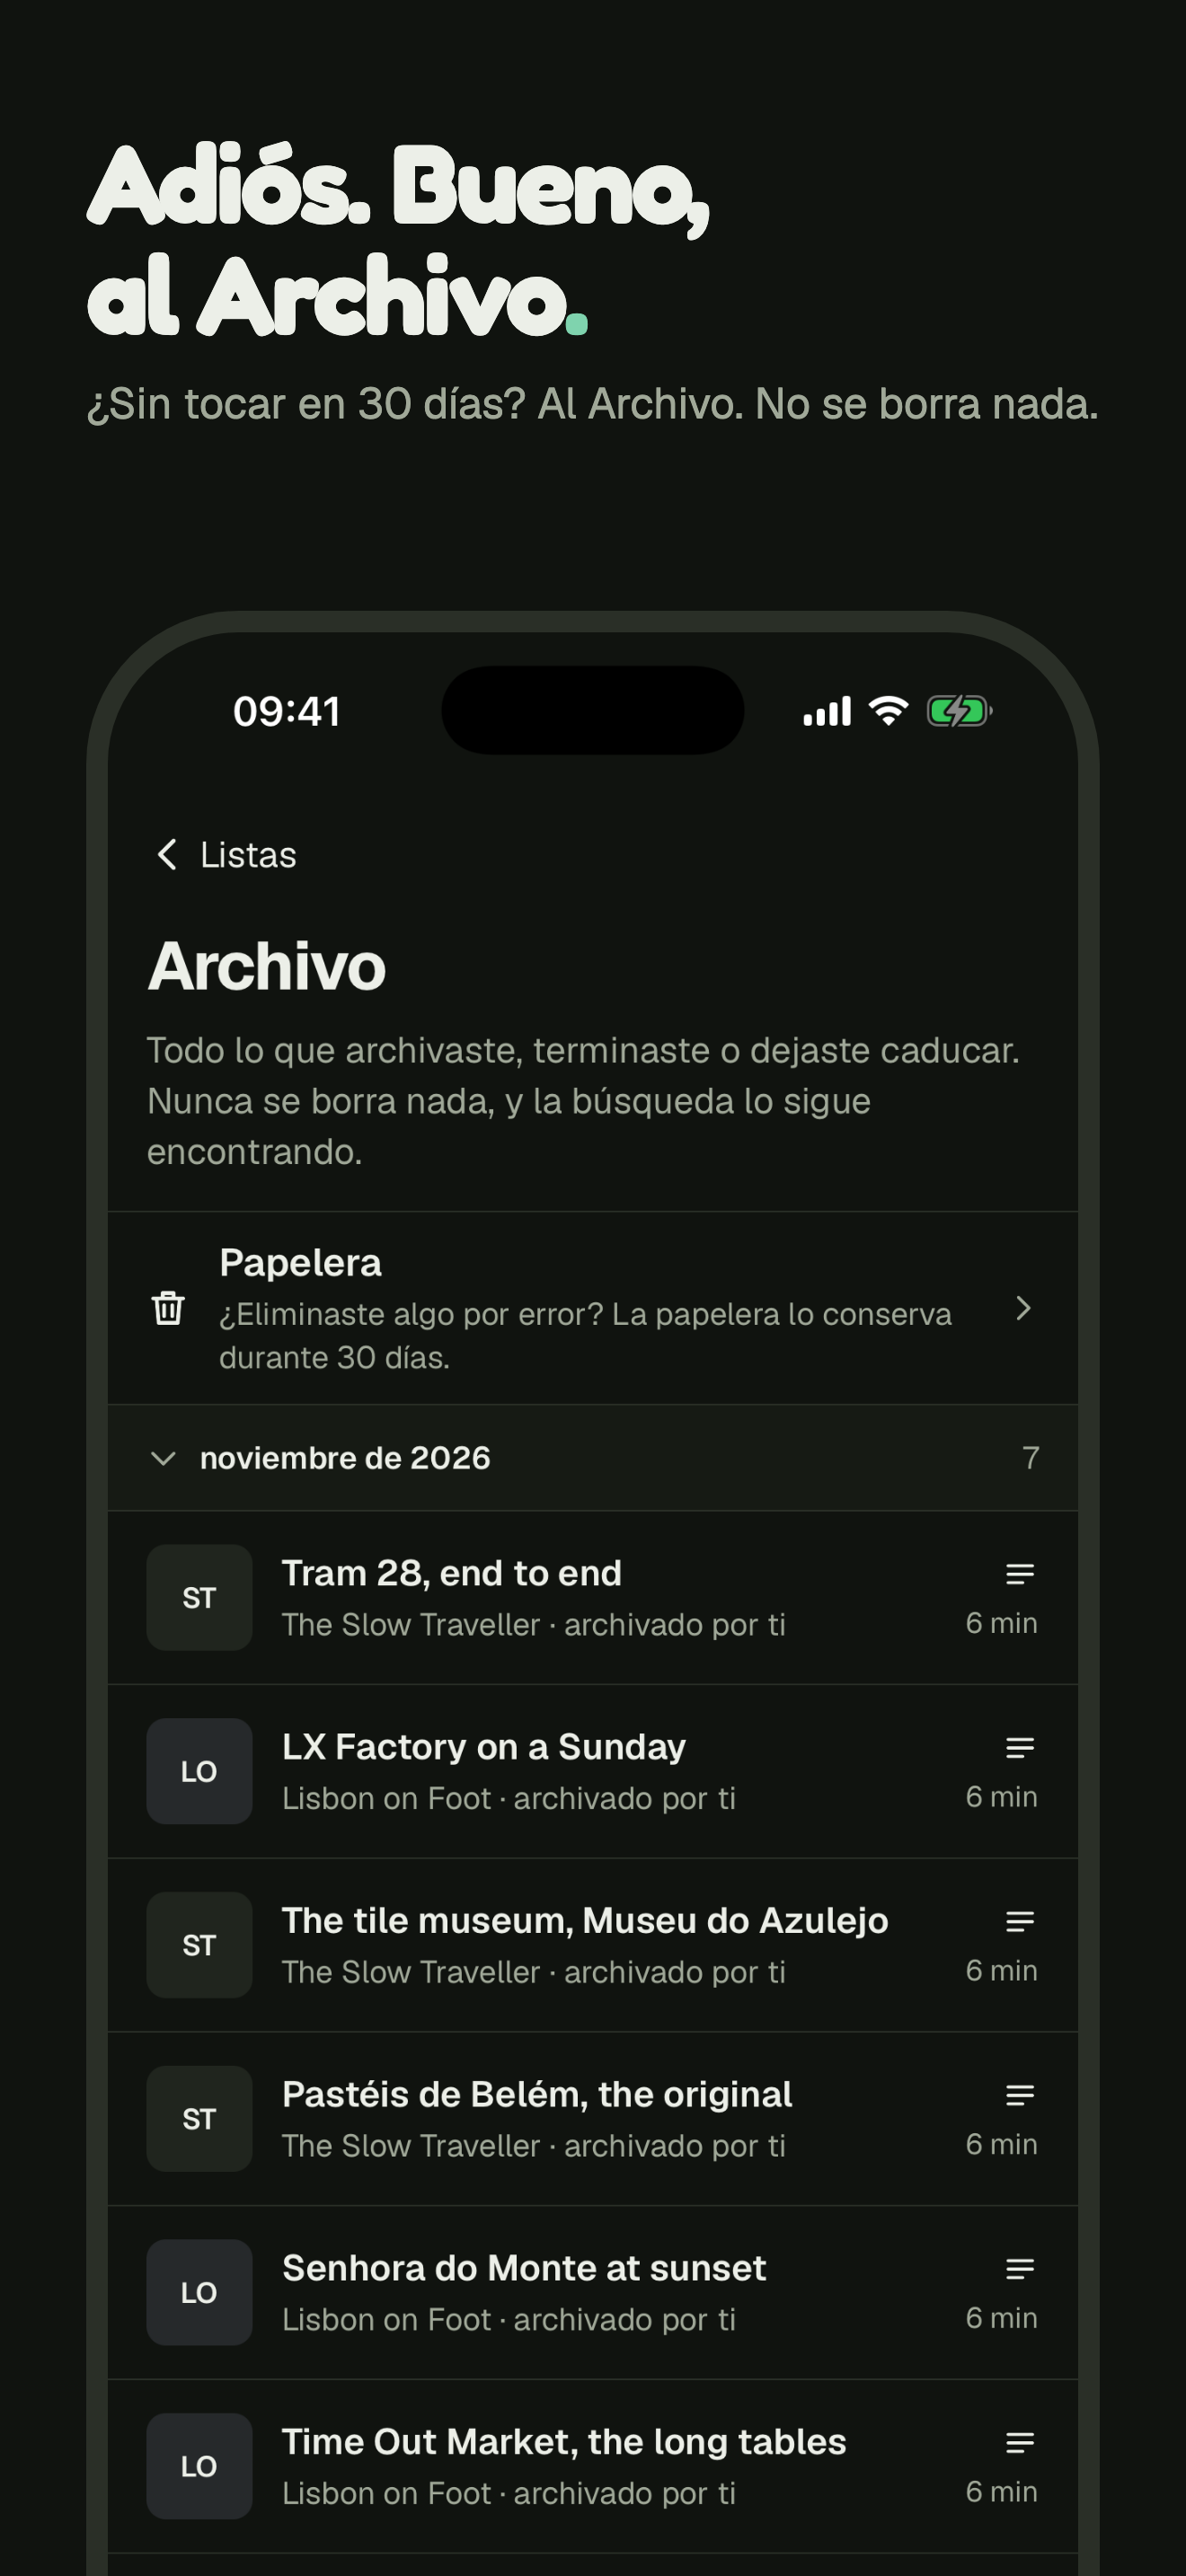 Adiós. Bueno,
al Archivo.
¿Sin tocar en 30 días? Al Archivo. No se borra nada.
09:41
Listas
Archivo
Todo lo que archivaste, terminaste o dejaste caducar.
Nunca se borra nada, y la búsqueda lo sigue
encontrando.
Papelera
¿Eliminaste algo por error? La papelera lo conserva
durante 30 días.
noviembre de 2026 7
ST
Tram 28, end to end
The Slow Traveller · archivado por ti
6 min
LO
LX Factory on a Sunday
Lisbon on Foot · archivado por ti
6 min
ST
The tile museum, Museu do Azulejo
The Slow Traveller · archivado por ti
6 min
ST
Pastéis de Belém, the original
The Slow Traveller · archivado por ti
6 min
LO
Senhora do Monte at sunset
Lisbon on Foot · archivado por ti
6 min
LO
Time Out Market, the long tables
Lisbon on Foot · archivado por ti
6 min